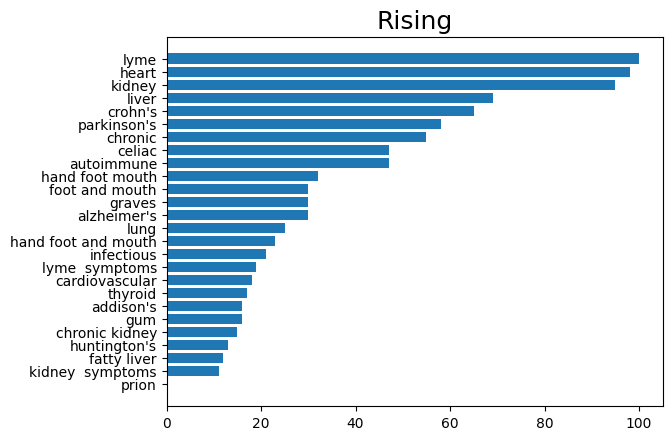 Rising
lyme
heart
kidney
liver
crohn's
parkinson's
chronic
celiac
autoimmune
hand foot mouth
foot and mouth
graves
alzheimer's
lung
hand foot and mouth
infectious
lyme  symptoms
cardiovascular
thyroid
addison's
gum
chronic kidney
huntington's
fatty liver
kidney  symptoms
prion
0 20 40 60 80 100